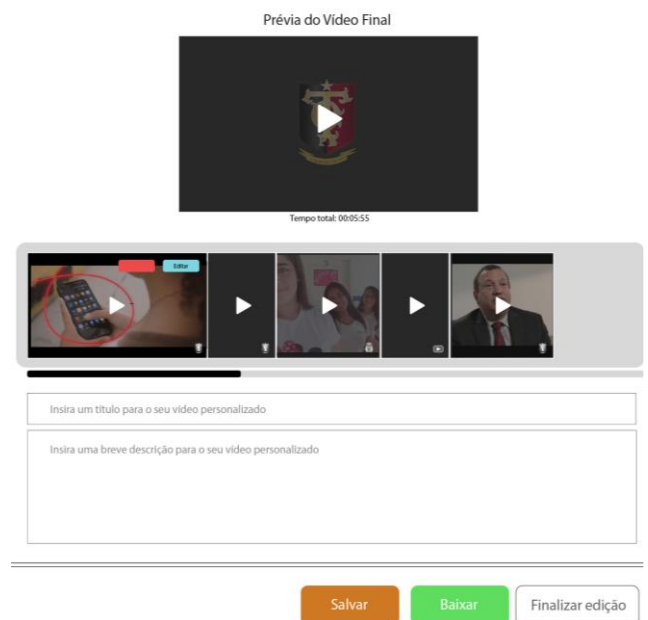 Prévia do Vídeo Final
Tempo total: 00:05:55
Editar
Insira um título para o seu vídeo personalizado
Insira uma breve descrição para o seu vídeo personalizado
Salvar
Baixar
Finalizar edição